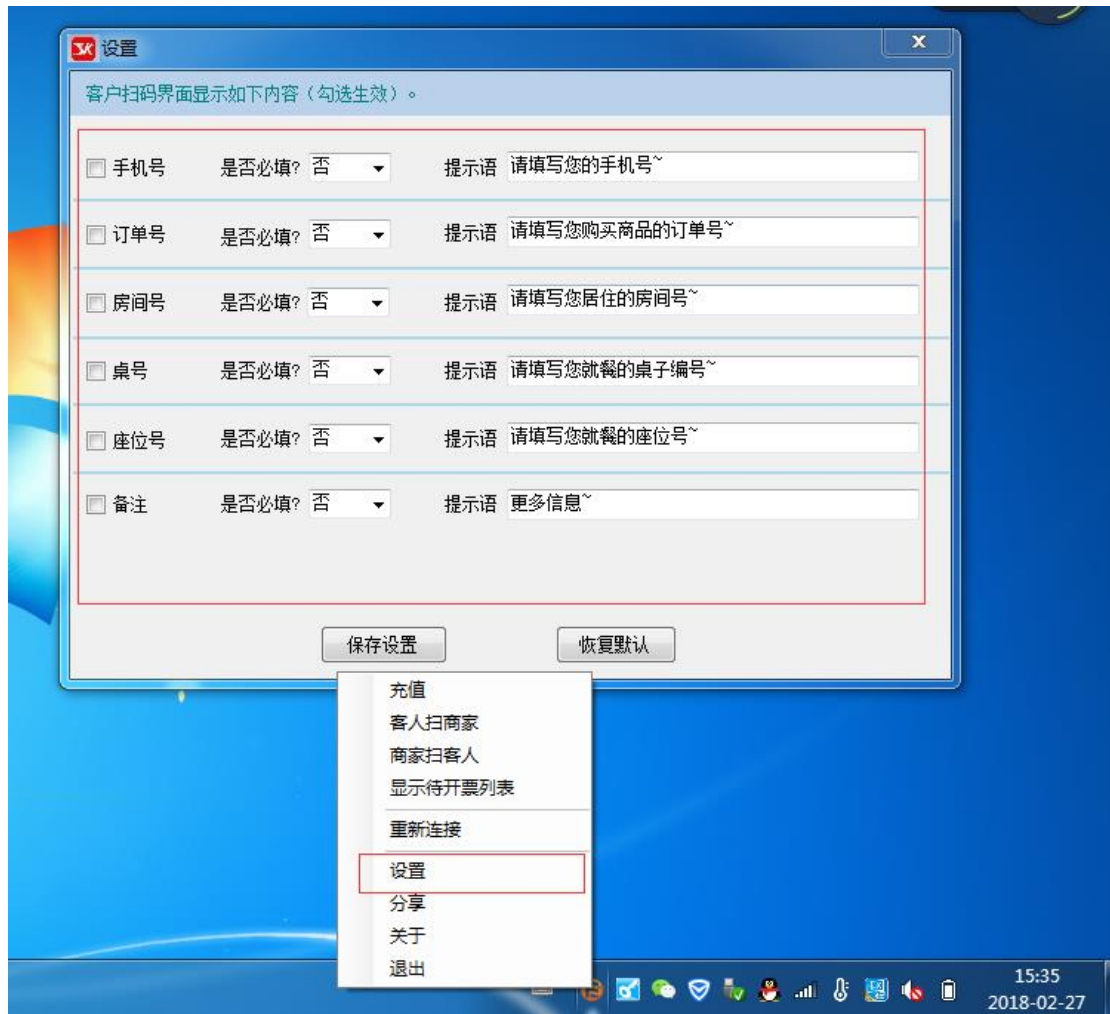 设置
客户扫码界面显示如下内容（勾选生效）。
手机号 是否必填? 否 提示语 请填写您的手机号~
订单号 是否必填? 否 提示语 请填写您购买商品的订单号~
房间号 是否必填? 否 提示语 请填写您居住的房间号~
桌号 是否必填? 否 提示语 请填写您就餐的桌子编号~
座位号 是否必填? 否 提示语 请填写您就餐的座位号~
备注 是否必填? 否 提示语 更多信息~
保存设置 恢复默认
充值
客人扫商家
商家扫客人
显示待开票列表
重新连接
设置
分享
关于
退出
15:35
2018-02-27